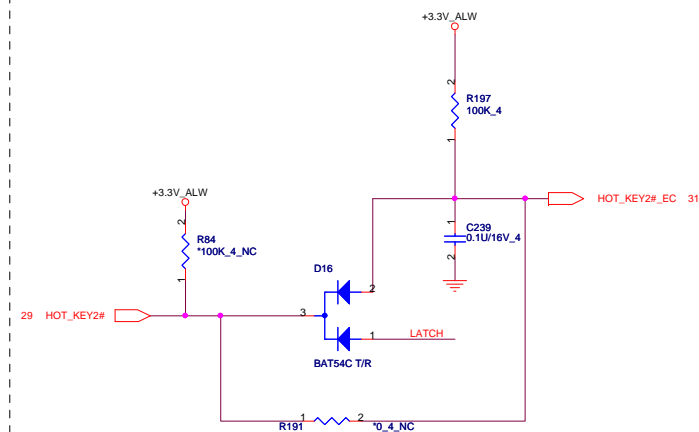 +3.3V_ALW
2
R197
100K_4
1
+3.3V_ALW
HOT_KEY2#_EC 31
2
R84
*100K_4_NC
1
1
C239
0.1U/16V_4
2
D16
2
29 HOT_KEY2#
3
1
LATCH
BAT54C T/R
1
2
R191
*0_4_NC